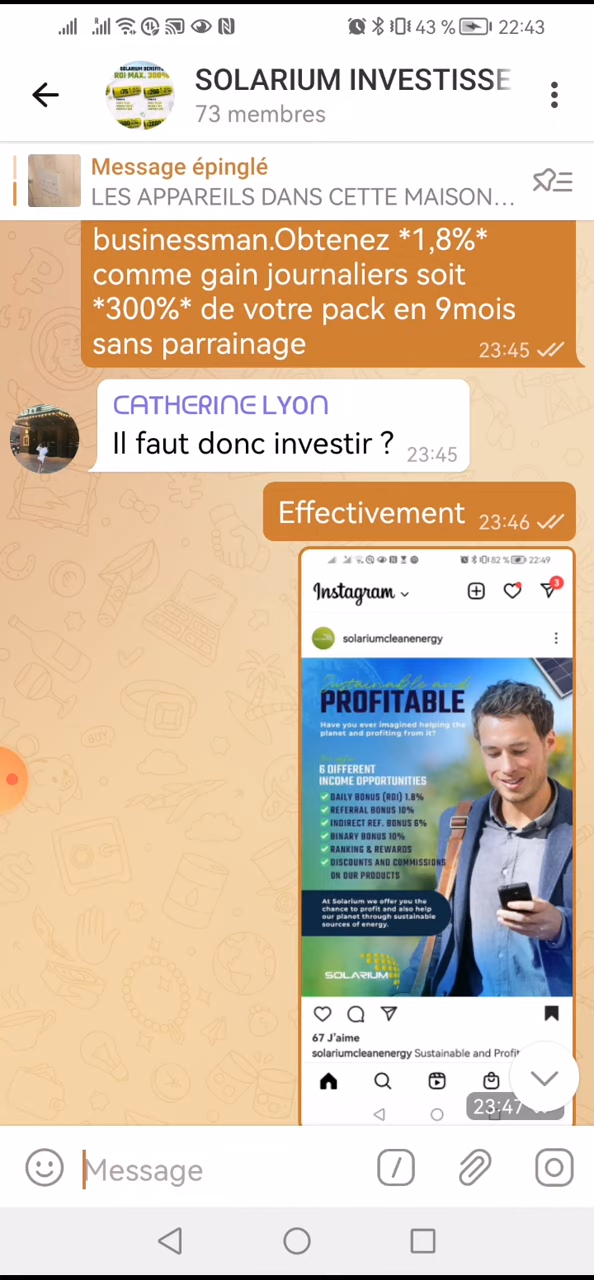 43 % 22:43
SOLARIUM INVESTISSE
73 membres
Message épinglé
LES APPAREILS DANS CETTE MAISON...
businessman.Obtenez *1,8%*
comme gain journaliers soit
*300%* de votre pack en 9mois
sans parrainage
23:45
CATHERINE LYON
Il faut donc investir ?
23:45
Effectivement
23:46
82 % 22:49
Instagram
3
solariumcleanenergy
Sustainable and
PROFITABLE
Have you ever imagined helping the
planet and profiting from it?
6 DIFFERENT
INCOME OPPORTUNITIES
DAILY BONUS (ROI) 1.8%
REFERRAL BONUS 10%
INDIRECT REF. BONUS 6%
BINARY BONUS 10%
RANKING & REWARDS
DISCOUNTS AND COMMISSIONS
ON OUR PRODUCTS
At Solarium we offer you the
chance to profit and also help
our planet through sustainable
sources of energy.
SOLARIUM
67 J'aime
solariumcleanenergy Sustainable and Profit
23:47
Message